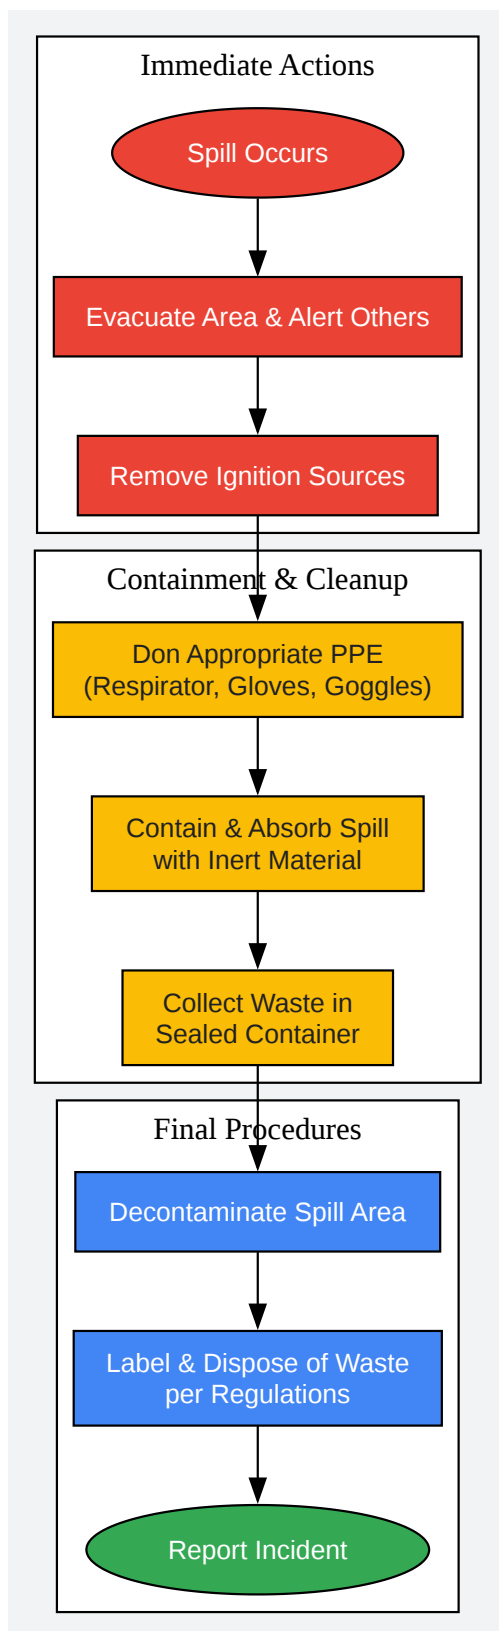 Immediate Actions
Spill Occurs
Evacuate Area & Alert Others
Remove Ignition Sources
Containment & Cleanup
Don Appropriate PPE
(Respirator, Gloves, Goggles)
Contain & Absorb Spill
with Inert Material
Collect Waste in
Sealed Container
Final Procedures
Decontaminate Spill Area
Label & Dispose of Waste
per Regulations
Report Incident